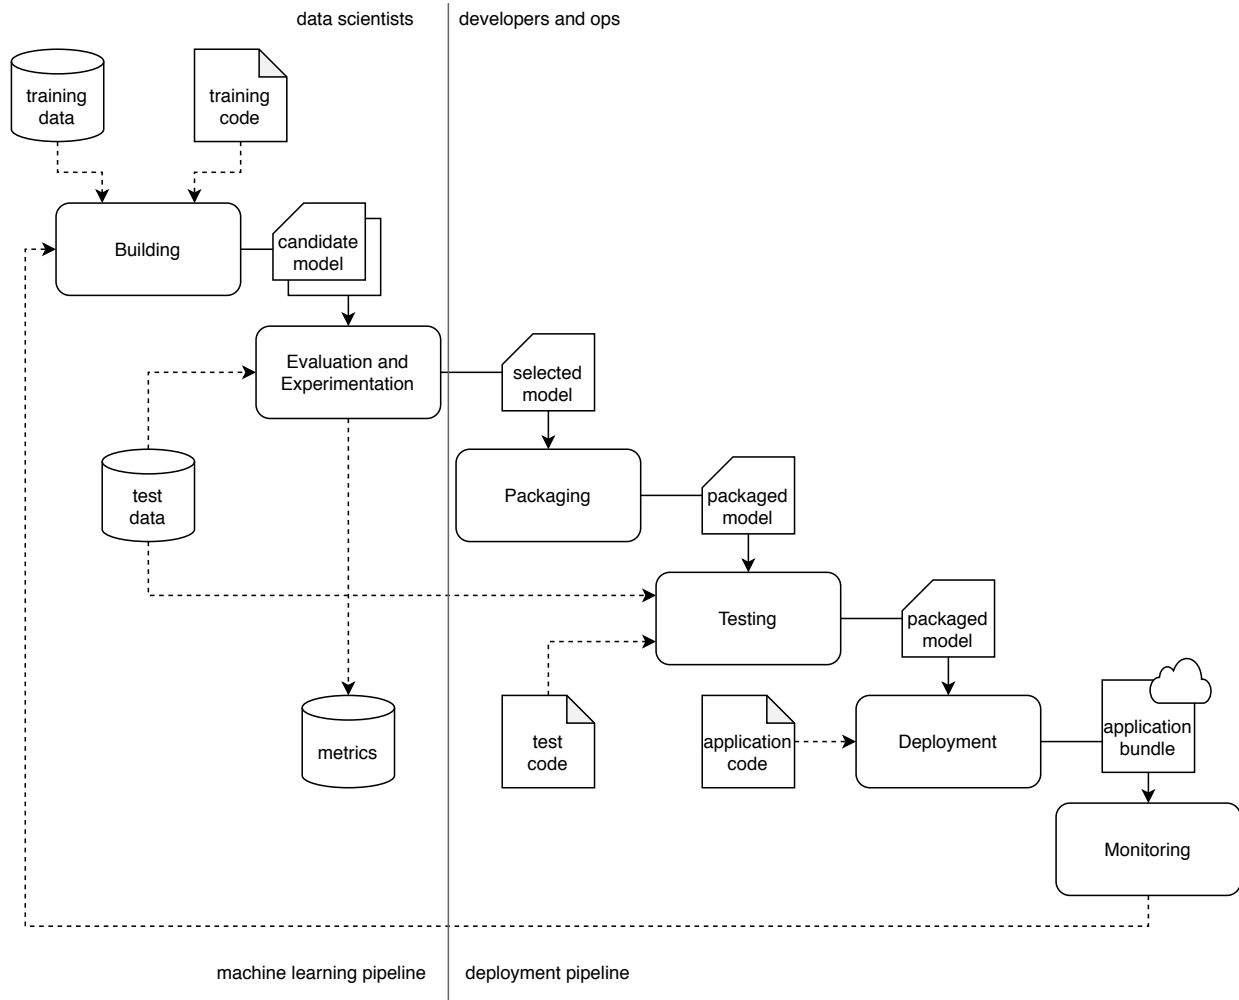 data scientists
developers and ops
training
data
training
code
Building
candidate
model
Evaluation and
Experimentation
selected
model
test
data
Packaging
packaged
model
Testing
packaged
model
metrics
test
code
application
code
Deployment
application
bundle
Monitoring
machine learning pipeline
deployment pipeline